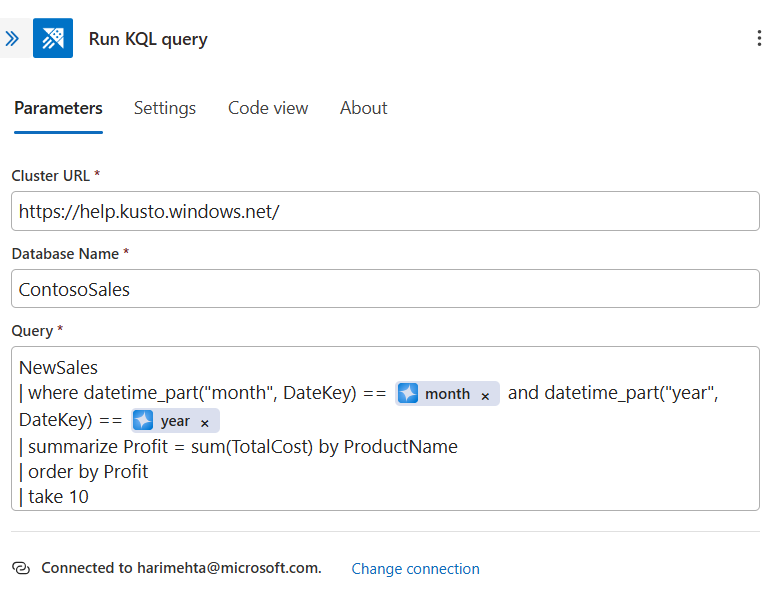 Run KQL query
Parameters Settings Code view About
Cluster URL *
https://help.kusto.windows.net/
Database Name *
ContosoSales
Query *
NewSales
| where datetime_part("month", DateKey) == month × and datetime_part("year",
DateKey) == year ×
| summarize Profit = sum(TotalCost) by ProductName
| order by Profit
| take 10
Connected to harimehta@microsoft.com. Change connection